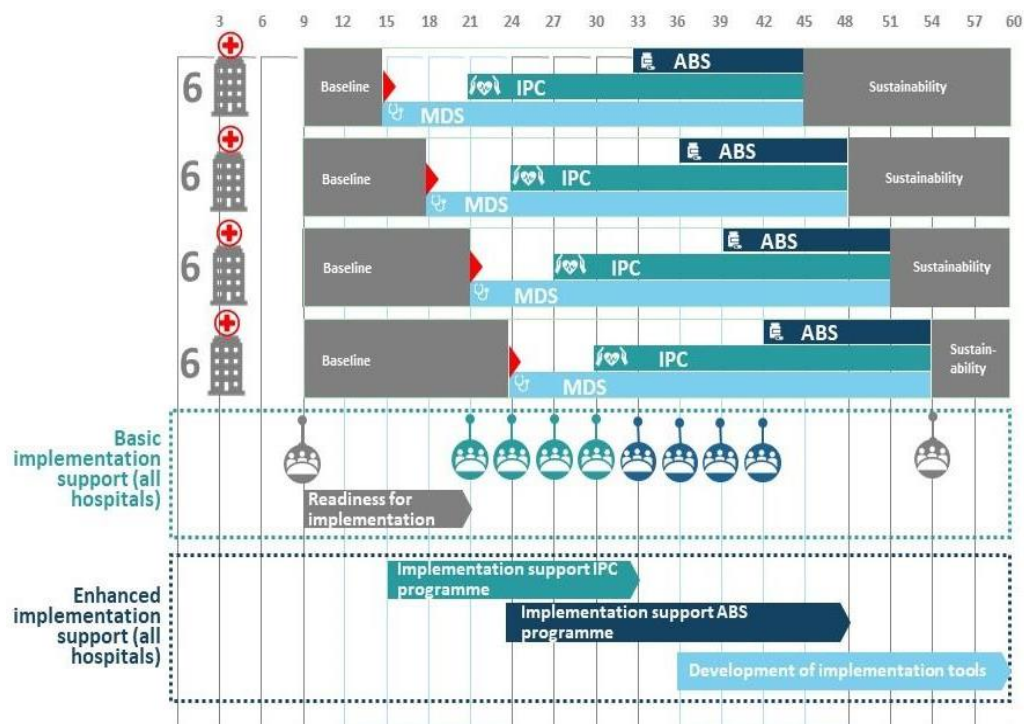 3 6 9 12 15 18 21 24 27 30 33 36 39 42 45 48 51 54 57 60
6
Baseline
ABS
IPC
MDS
Sustainability
6
Baseline
ABS
IPC
MDS
Sustainability
6
Baseline
ABS
IPC
MDS
Sustainability
6
Baseline
ABS
IPC
MDS
Sustain-
ability
Basic
implementation
support (all
hospitals)
Readiness for
implementation
Enhanced
implementation
support (all
hospitals)
Implementation support IPC
programme
Implementation support ABS
programme
Development of implementation tools